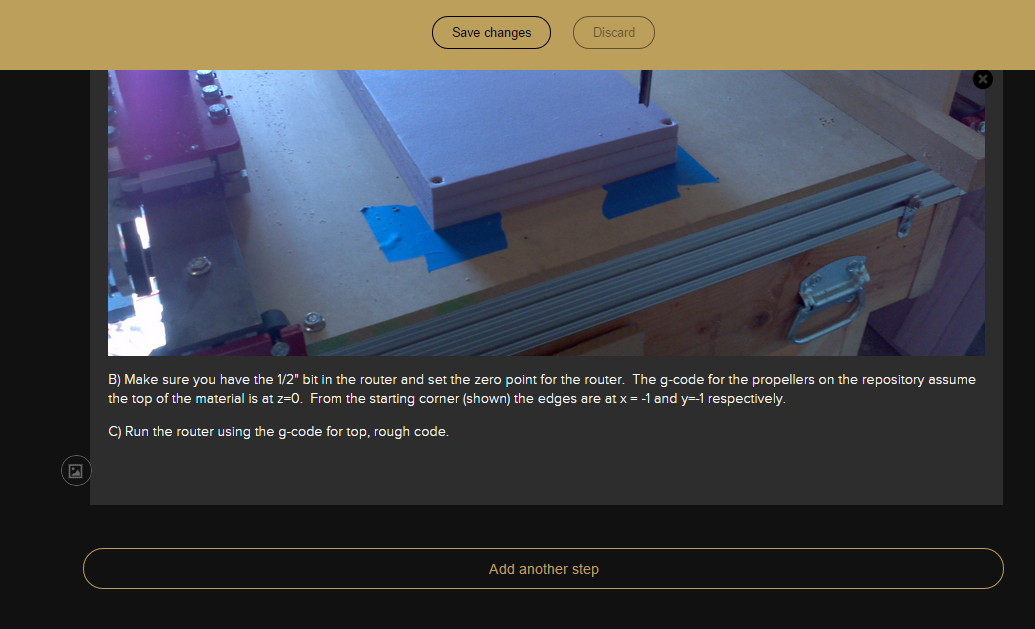 Save changes
Discard
B) Make sure you have the 1/2" bit in the router and set the zero point for the router.  The g-code for the propellers on the repository assume
the top of the material is at z=0.  From the starting corner (shown) the edges are at x = -1 and y=-1 respectively.
C) Run the router using the g-code for top, rough code.
Add another step